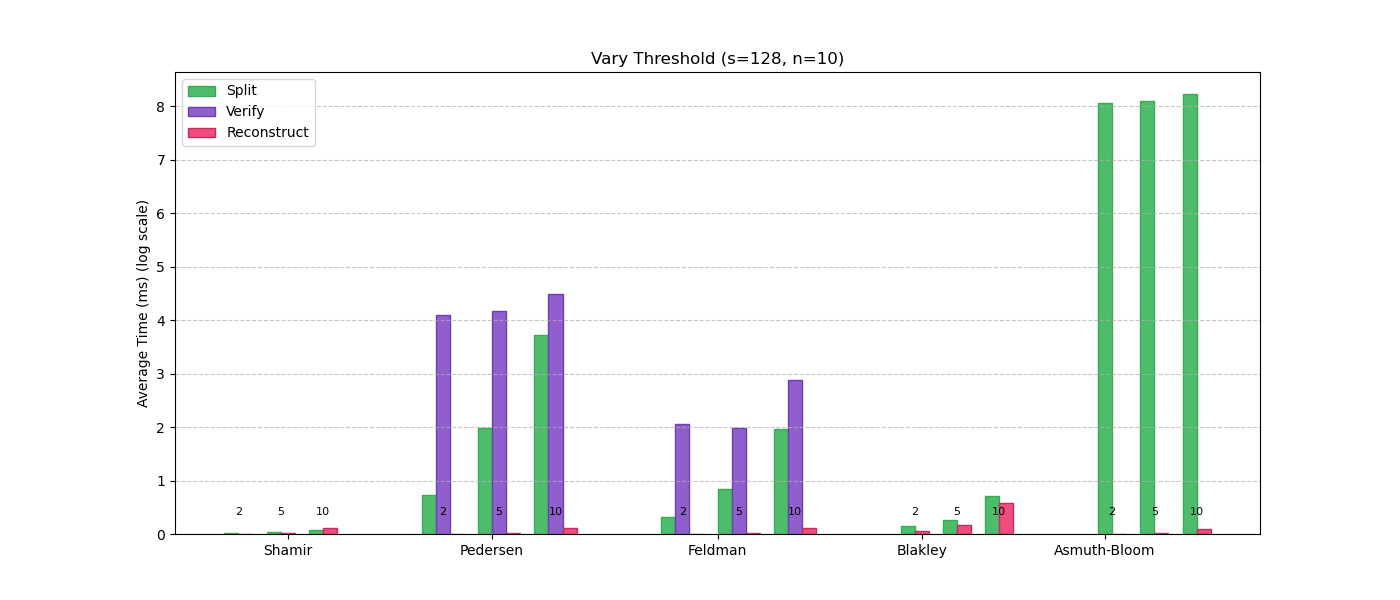 Vary Threshold (s=128, n=10)
Split
Verify
Reconstruct
Average Time (ms) (log scale)
8
7
6
5
4
3
2
1
0
2 5 10 2 5 10 2 5 10 2 5 10 2 5 10
Shamir Pedersen Feldman Blakley Asmuth-Bloom